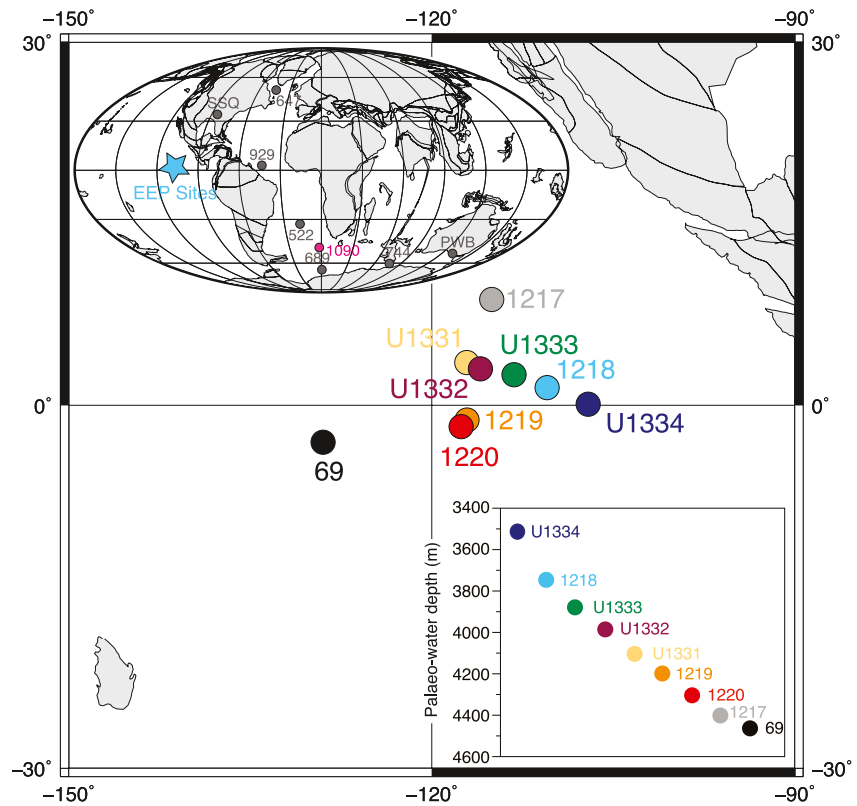 −150˚ −120˚ −90˚
30˚ 30˚
647
SSQ
929
EEP Sites
522
1090
689
744
PWB
1217
U1331
U1333
1218
U1332
0˚ 0˚
1219
U1334
1220
69
Palaeo-water depth (m)
3400
3600
3800
4000
4200
4400
4600
U1334
1218
U1333
U1332
U1331
1219
1220
1217
69
−30˚ −30˚
−150˚ −120˚ −90˚